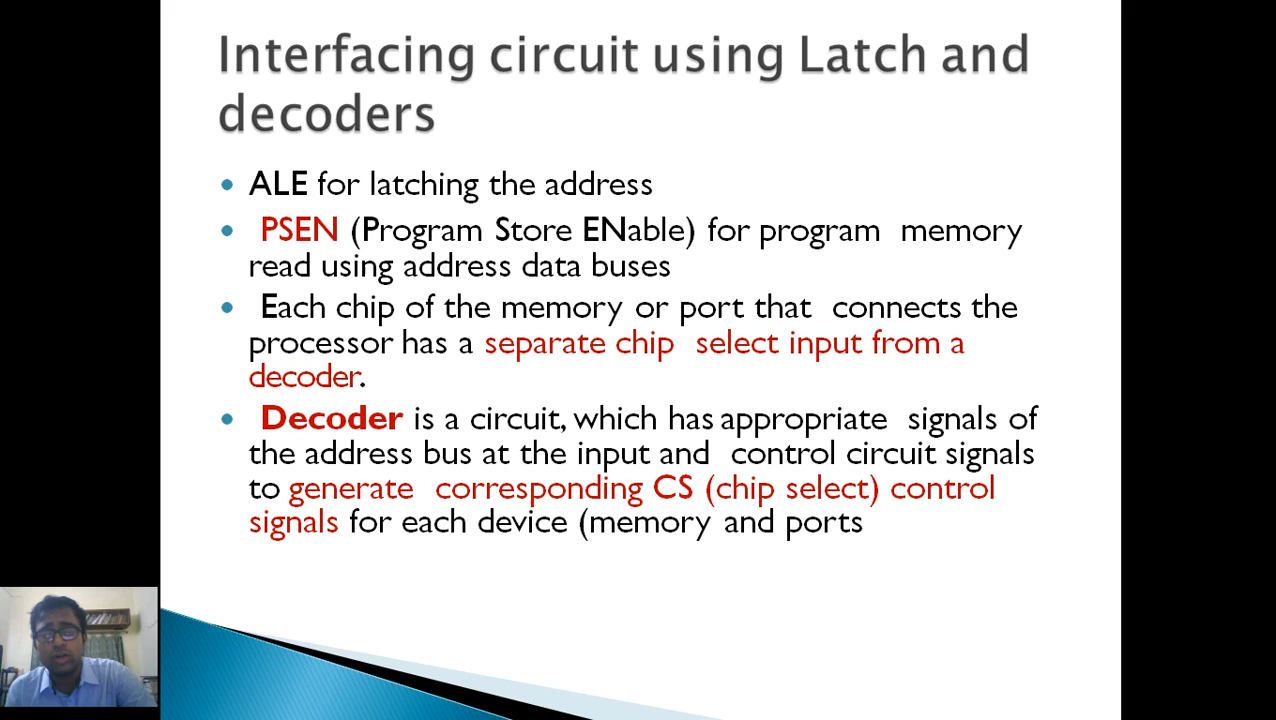 Interfacing circuit using Latch and
decoders
ALE for latching the address
PSEN (Program Store ENable) for program memory
read using address data buses
Each chip of the memory or port that connects the
processor has a separate chip select input from a
decoder.
Decoder is a circuit, which has appropriate signals of
the address bus at the input and control circuit signals
to generate corresponding CS (chip select) control
signals for each device (memory and ports